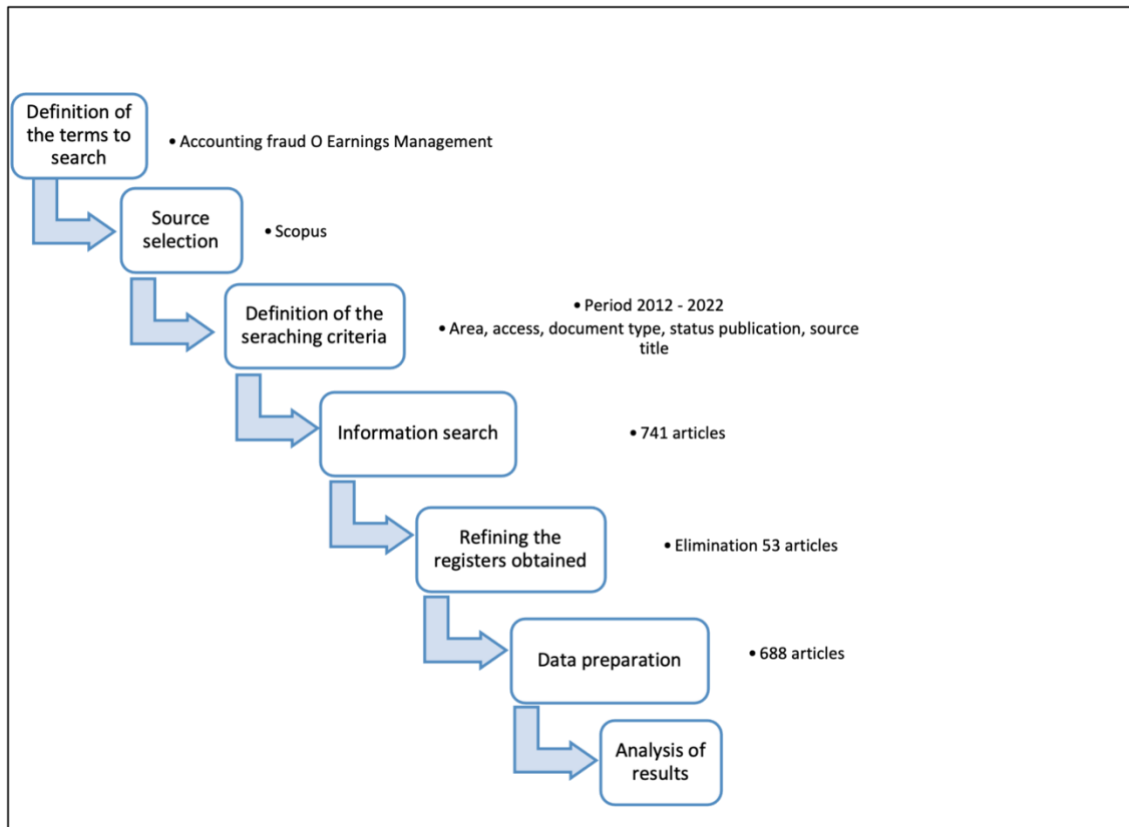 Definition of
the terms to
search
• Accounting fraud O Earnings Management
Source
selection
• Scopus
Definition of the
seraching criteria
• Period 2012 - 2022
• Area, access, document type, status publication, source
title
Information search
• 741 articles
Refining the
registers obtained
• Elimination 53 articles
Data preparation
• 688 articles
Analysis of
results